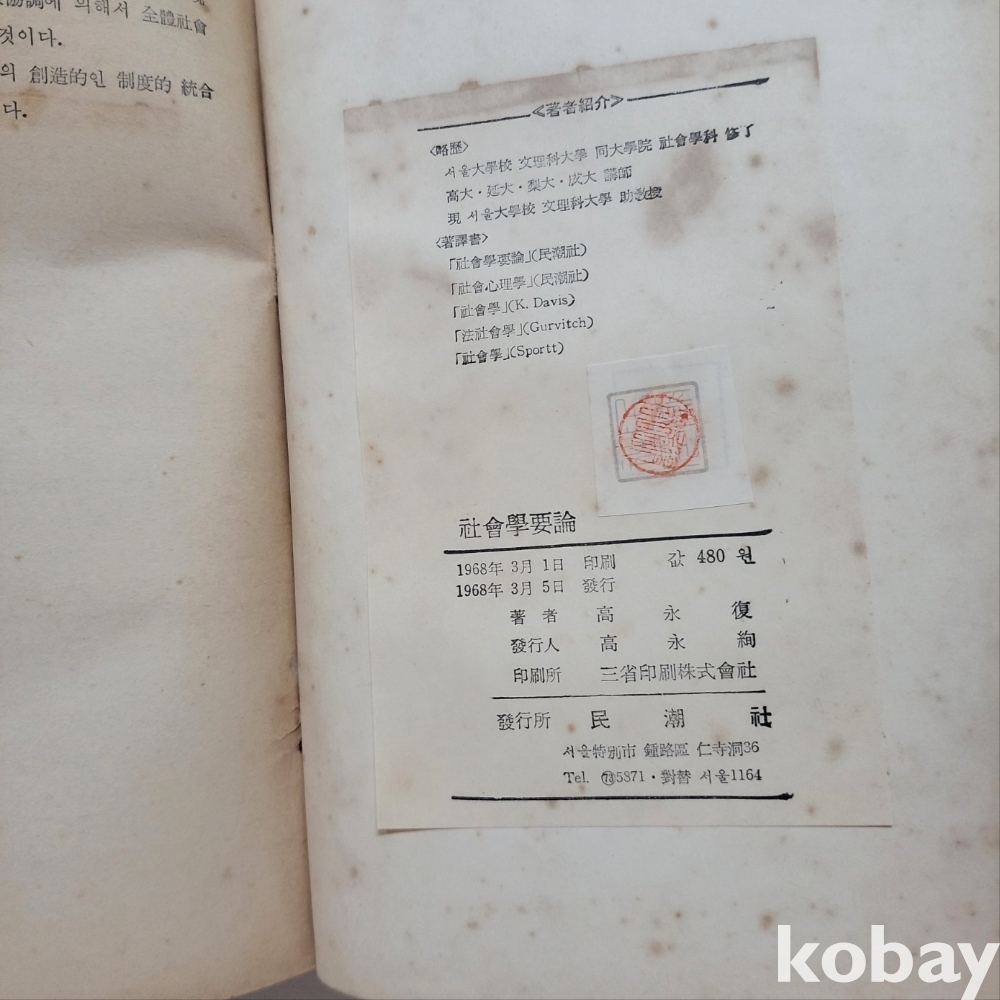 에 의해서 全體社會
것이다.
의 創造的인 制度的 統合
다.
《著者紹介》
〈略歷〉
서울大學校 文理科大學 同大學院 社會學科 修了
高大·延大·梨大·成大 講師
現 서울大學校 文理科大學 助敎授
〈著譯書〉
「社會學要論」(民潮社)
「社會心理學」(民潮社)
「社會學」(K. Davis)
「法社會學」(Gurvitch)
「社會學」(Sportt)
社會學要論
1968年 3月 1日 印刷 값 480 원
1968年 3月 5日 發行
著者 高永復
發行人 高永絢
印刷所 三省印刷株式會社
發行所 民潮社
서울特別市 鍾路區 仁寺洞36
Tel. ㊆5871·對替 서울1164
kobay